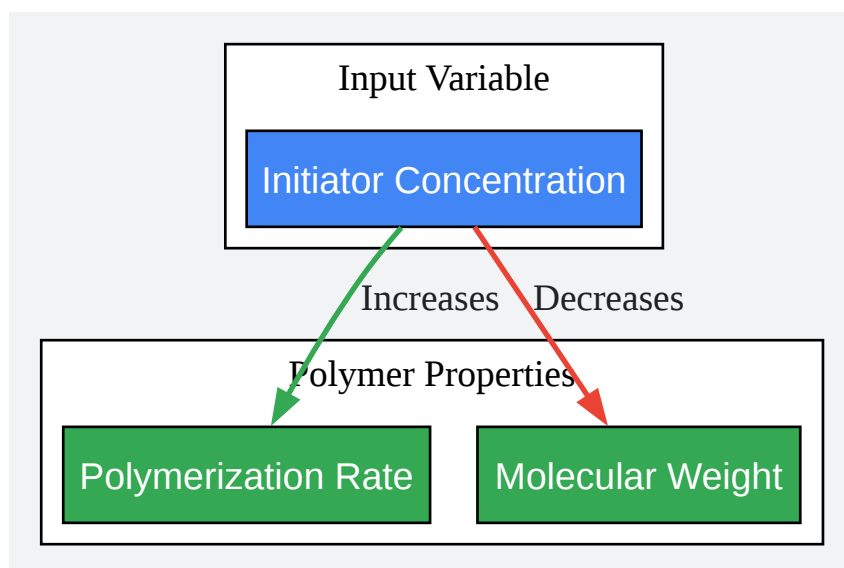 Input Variable
Initiator Concentration
Increases
Decreases
Polymer Properties
Polymerization Rate
Molecular Weight